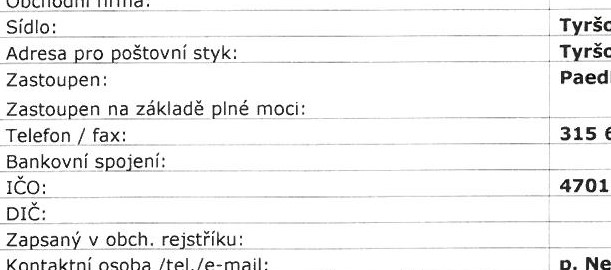 Obchodní firma:
Sídlo: Tyršo
Adresa pro poštovní styk: Tyršo
Zastoupen: Paed
Zastoupen na základě plné moci:
Telefon / fax: 315 6
Bankovní spojení:
IČO: 4701
DIČ:
Zapsaný v obch. rejstříku:
Kontaktní osoba /tel./e-mail: p. Ne